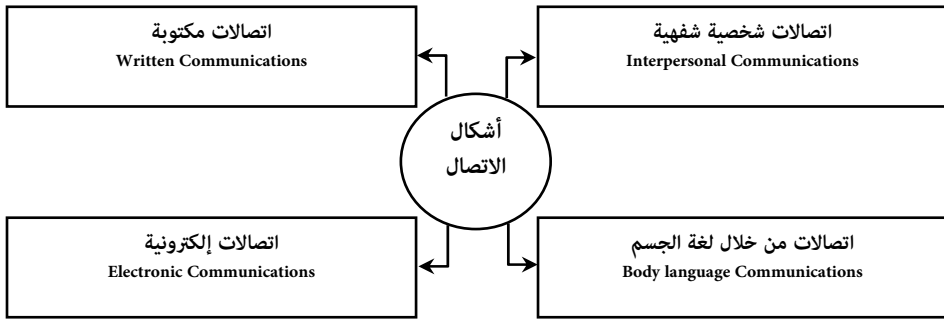 اتصالات شخصية شفهية
Interpersonal Communications
اتصالات مكتوبة
Written Communications
أشكال
الاتصال
اتصالات من خلال لغة الجسم
Body language Communications
اتصالات إلكترونية
Electronic Communications